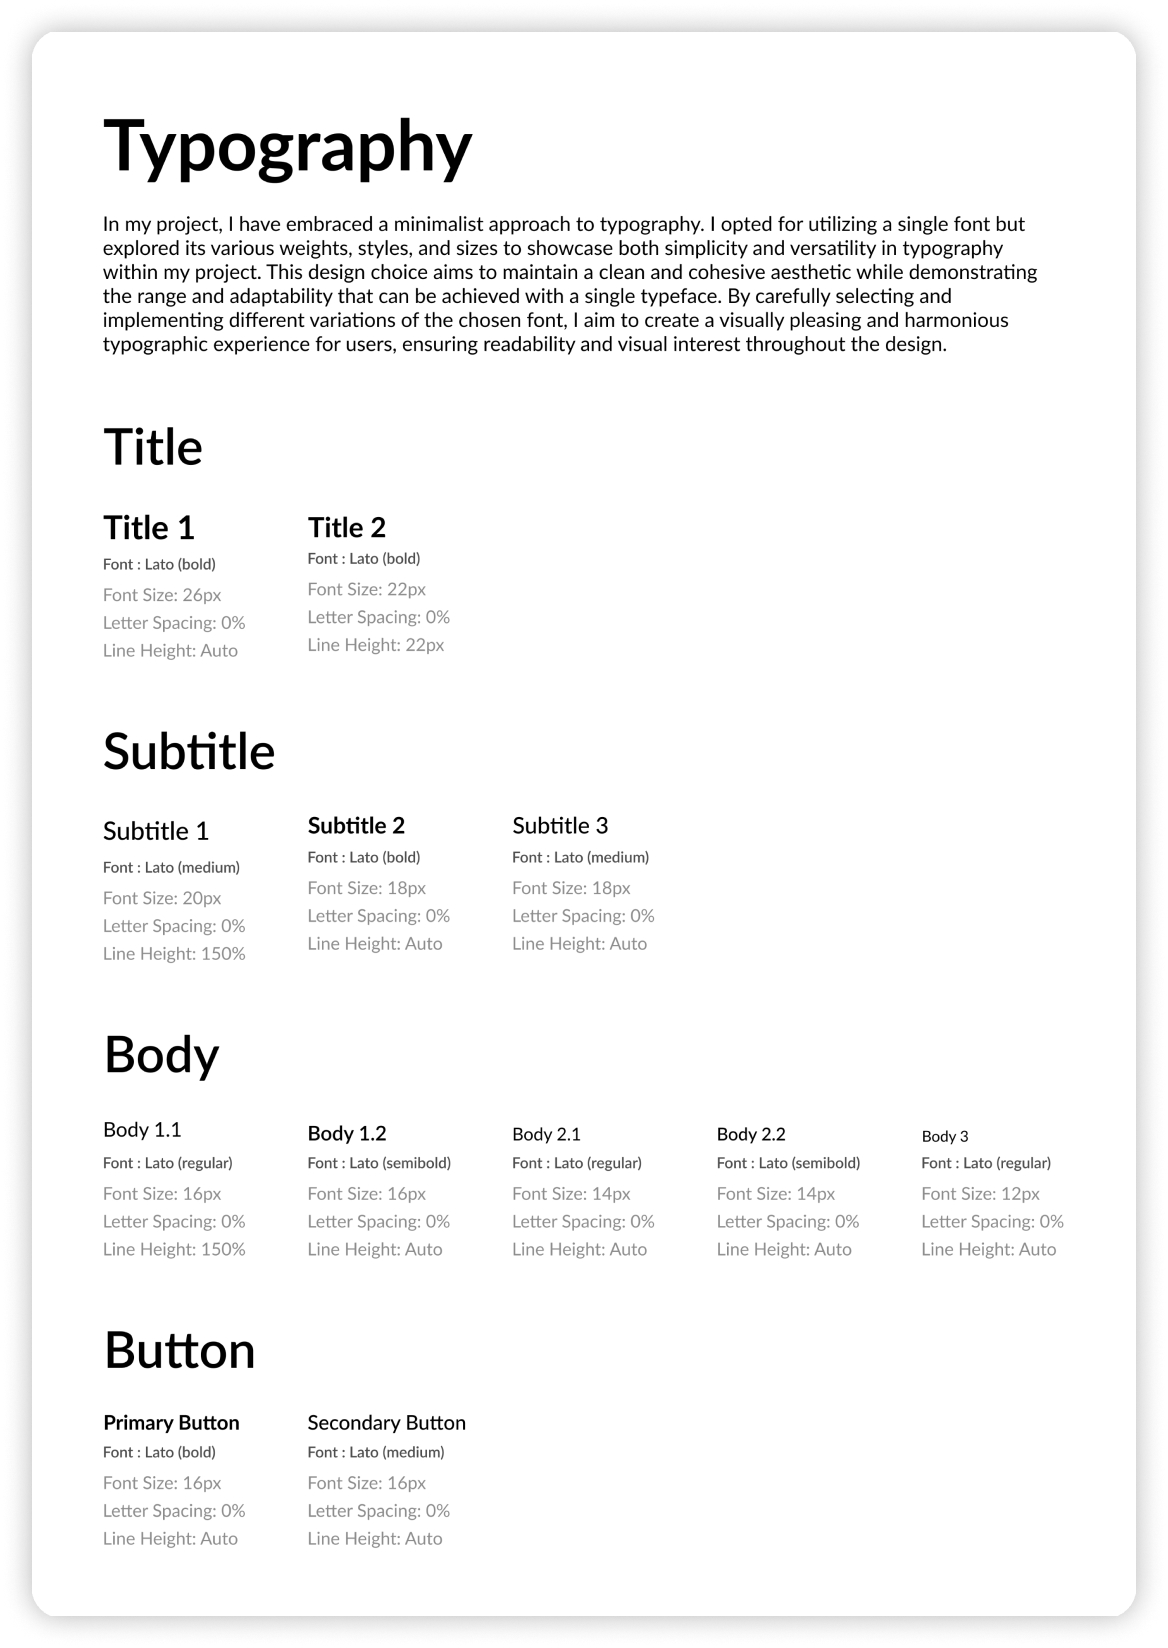 Typography
In my project, I have embraced a minimalist approach to typography. I opted for utilizing a single font but
explored its various weights, styles, and sizes to showcase both simplicity and versatility in typography
within my project. This design choice aims to maintain a clean and cohesive aesthetic while demonstrating
the range and adaptability that can be achieved with a single typeface. By carefully selecting and
implementing different variations of the chosen font, I aim to create a visually pleasing and harmonious
typographic experience for users, ensuring readability and visual interest throughout the design.
Title
Title 1
Font : Lato (bold)
Font Size: 26px
Letter Spacing: 0%
Line Height: Auto
Title 2
Font : Lato (bold)
Font Size: 22px
Letter Spacing: 0%
Line Height: 22px
Subtitle
Subtitle 1
Font : Lato (medium)
Font Size: 20px
Letter Spacing: 0%
Line Height: 150%
Subtitle 2
Font : Lato (bold)
Font Size: 18px
Letter Spacing: 0%
Line Height: Auto
Subtitle 3
Font : Lato (medium)
Font Size: 18px
Letter Spacing: 0%
Line Height: Auto
Body
Body 1.1
Font : Lato (regular)
Font Size: 16px
Letter Spacing: 0%
Line Height: 150%
Body 1.2
Font : Lato (semibold)
Font Size: 16px
Letter Spacing: 0%
Line Height: Auto
Body 2.1
Font : Lato (regular)
Font Size: 14px
Letter Spacing: 0%
Line Height: Auto
Body 2.2
Font : Lato (semibold)
Font Size: 14px
Letter Spacing: 0%
Line Height: Auto
Body 3
Font : Lato (regular)
Font Size: 12px
Letter Spacing: 0%
Line Height: Auto
Button
Primary Button
Font : Lato (bold)
Font Size: 16px
Letter Spacing: 0%
Line Height: Auto
Secondary Button
Font : Lato (medium)
Font Size: 16px
Letter Spacing: 0%
Line Height: Auto